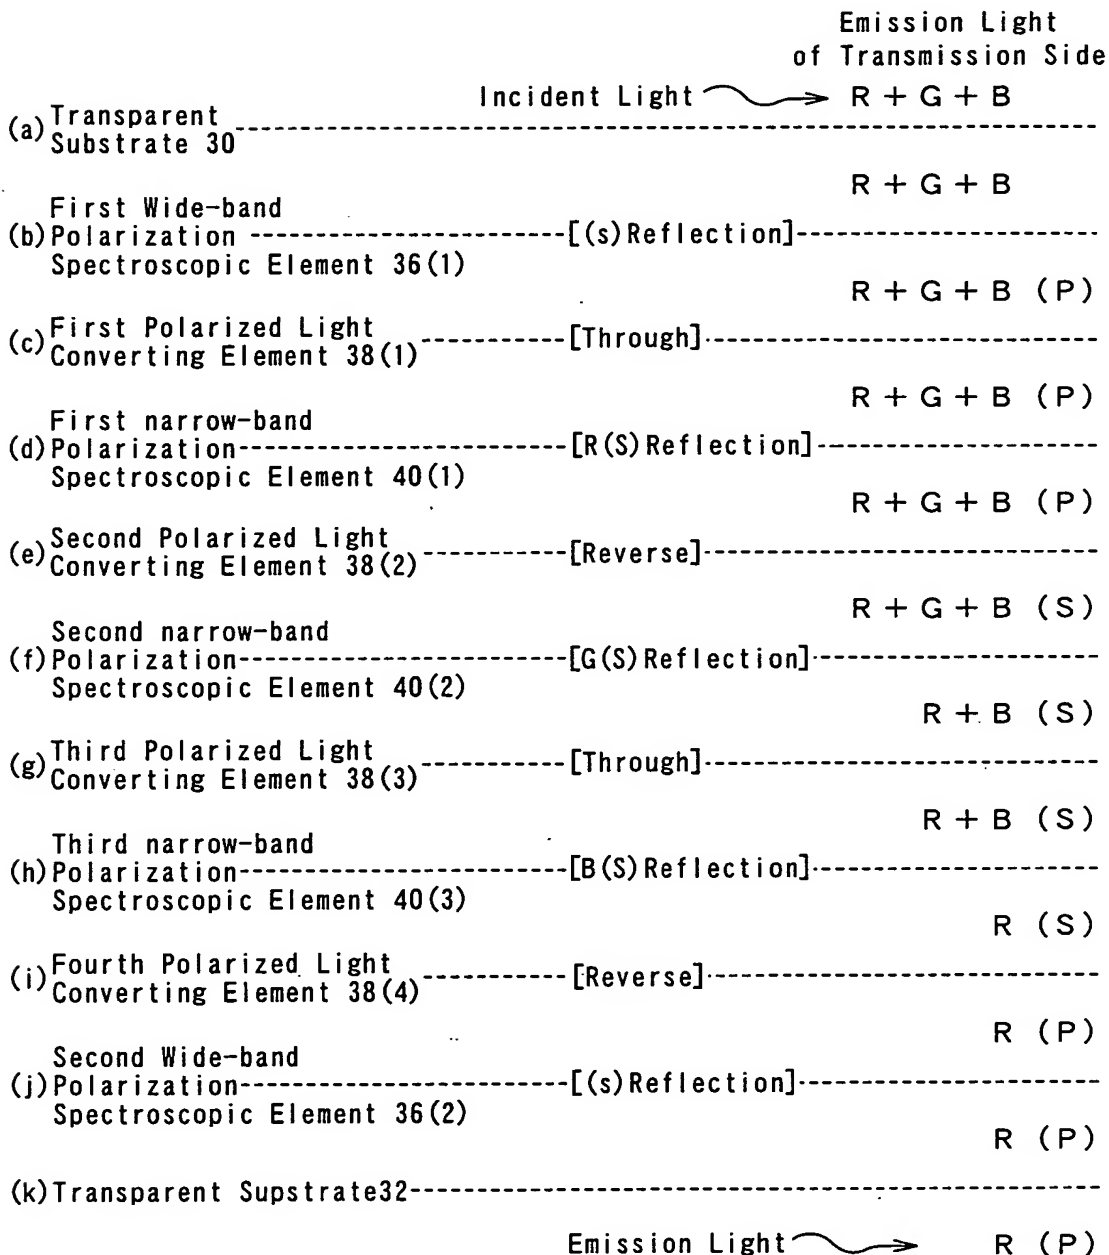 Emission Light
of Transmission Side
Incident Light R + G + B
(a) Transparent
Substrate 30
R + G + B
First Wide-band
(b) Polarization [(s)Reflection]
Spectroscopic Element 36(1)
R + G + B (P)
(c) First Polarized Light
Converting Element 38(1) [Through]
R + G + B (P)
First narrow-band
(d) Polarization [R(S)Reflection]
Spectroscopic Element 40(1)
R + G + B (P)
(e) Second Polarized Light
Converting Element 38(2) [Reverse]
R + G + B (S)
Second narrow-band
(f) Polarization [G(S)Reflection]
Spectroscopic Element 40(2)
R + B (S)
(g) Third Polarized Light
Converting Element 38(3) [Through]
R + B (S)
Third narrow-band
(h) Polarization [B(S)Reflection]
Spectroscopic Element 40(3)
R (S)
(i) Fourth Polarized Light
Converting Element 38(4) [Reverse]
R (P)
Second Wide-band
(j) Polarization [(s)Reflection]
Spectroscopic Element 36(2)
R (P)
(k) Transparent Supstrate32
Emission Light R (P)